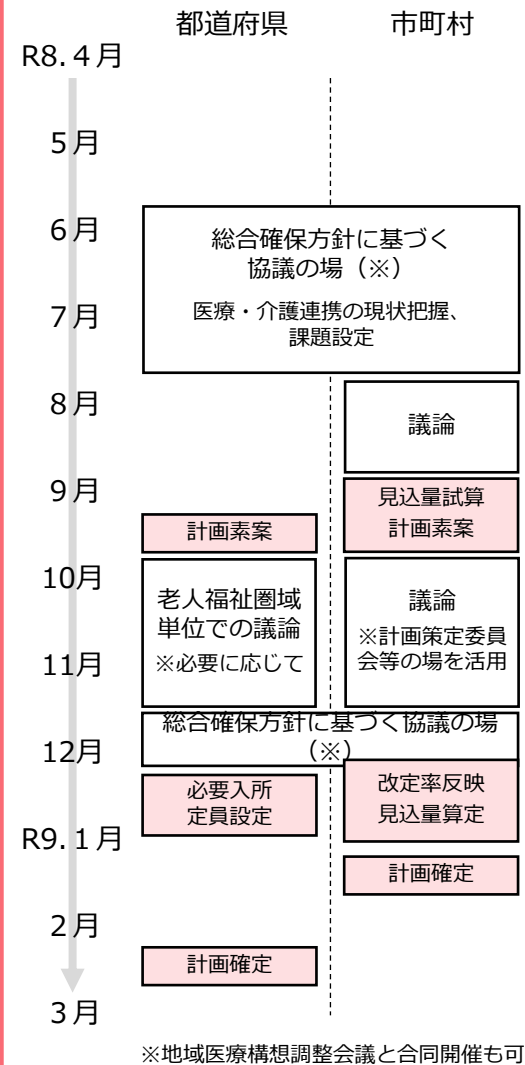 都道府県
市町村
R8.４月
５月
６月
総合確保方針に基づく
協議の場（※）
７月
医療・介護連携の現状把握、
課題設定
８月
議論
９月
見込量試算
計画素案
計画素案
10月
老人福祉圏域
単位での議論
※必要に応じて
議論
※計画策定委員
会等の場を活用
11月
総合確保方針に基づく協議の場
（※）
12月
必要入所
定員設定
改定率反映
見込量算定
R9.１月
計画確定
２月
計画確定
３月
※地域医療構想調整会議と合同開催も可